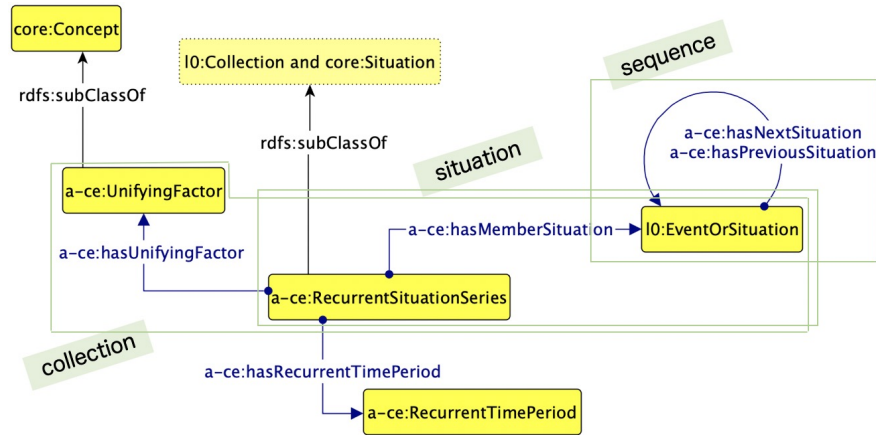 core:Concept
l0:Collection and core:Situation
sequence
rdfs:subClassOf
rdfs:subClassOf
a-ce:hasNextSituation
a-ce:hasPreviousSituation
situation
a-ce:UnifyingFactor
a-ce:hasMemberSituation
l0:EventOrSituation
a-ce:hasUnifyingFactor
a-ce:RecurrentSituationSeries
collection
a-ce:hasRecurrentTimePeriod
a-ce:RecurrentTimePeriod